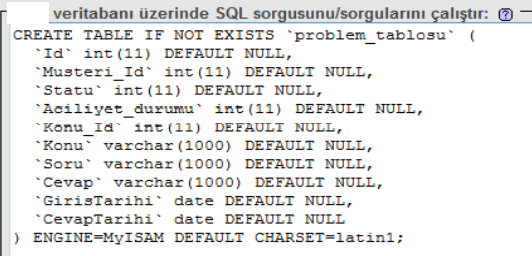 veritabanı üzerinde SQL sorgusunu/sorgularını çalıştır:
CREATE TABLE IF NOT EXISTS `problem_tablosu` (
`Id` int(11) DEFAULT NULL,
`Musteri_Id` int(11) DEFAULT NULL,
`Statu` int(11) DEFAULT NULL,
`Aciliyet_durumu` int(11) DEFAULT NULL,
`Konu_Id` int(11) DEFAULT NULL,
`Konu` varchar(1000) DEFAULT NULL,
`Soru` varchar(1000) DEFAULT NULL,
`Cevap` varchar(1000) DEFAULT NULL,
`GirisTarihi` date DEFAULT NULL,
`CevapTarihi` date DEFAULT NULL
) ENGINE=MyISAM DEFAULT CHARSET=latin1;